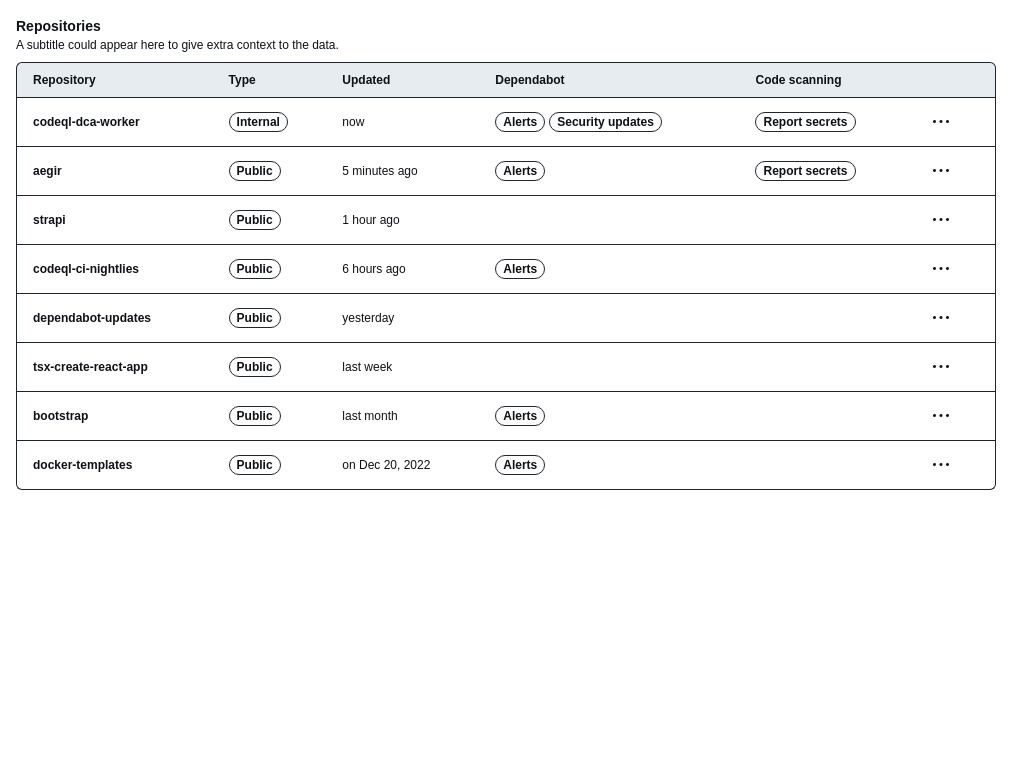 Repositories
A subtitle could appear here to give extra context to the data.
Repository Type Updated Dependabot Code scanning
codeql-dca-worker Internal now Alerts Security updates Report secrets
aegir Public 5 minutes ago Alerts Report secrets
strapi Public 1 hour ago
codeql-ci-nightlies Public 6 hours ago Alerts
dependabot-updates Public yesterday
tsx-create-react-app Public last week
bootstrap Public last month Alerts
docker-templates Public on Dec 20, 2022 Alerts